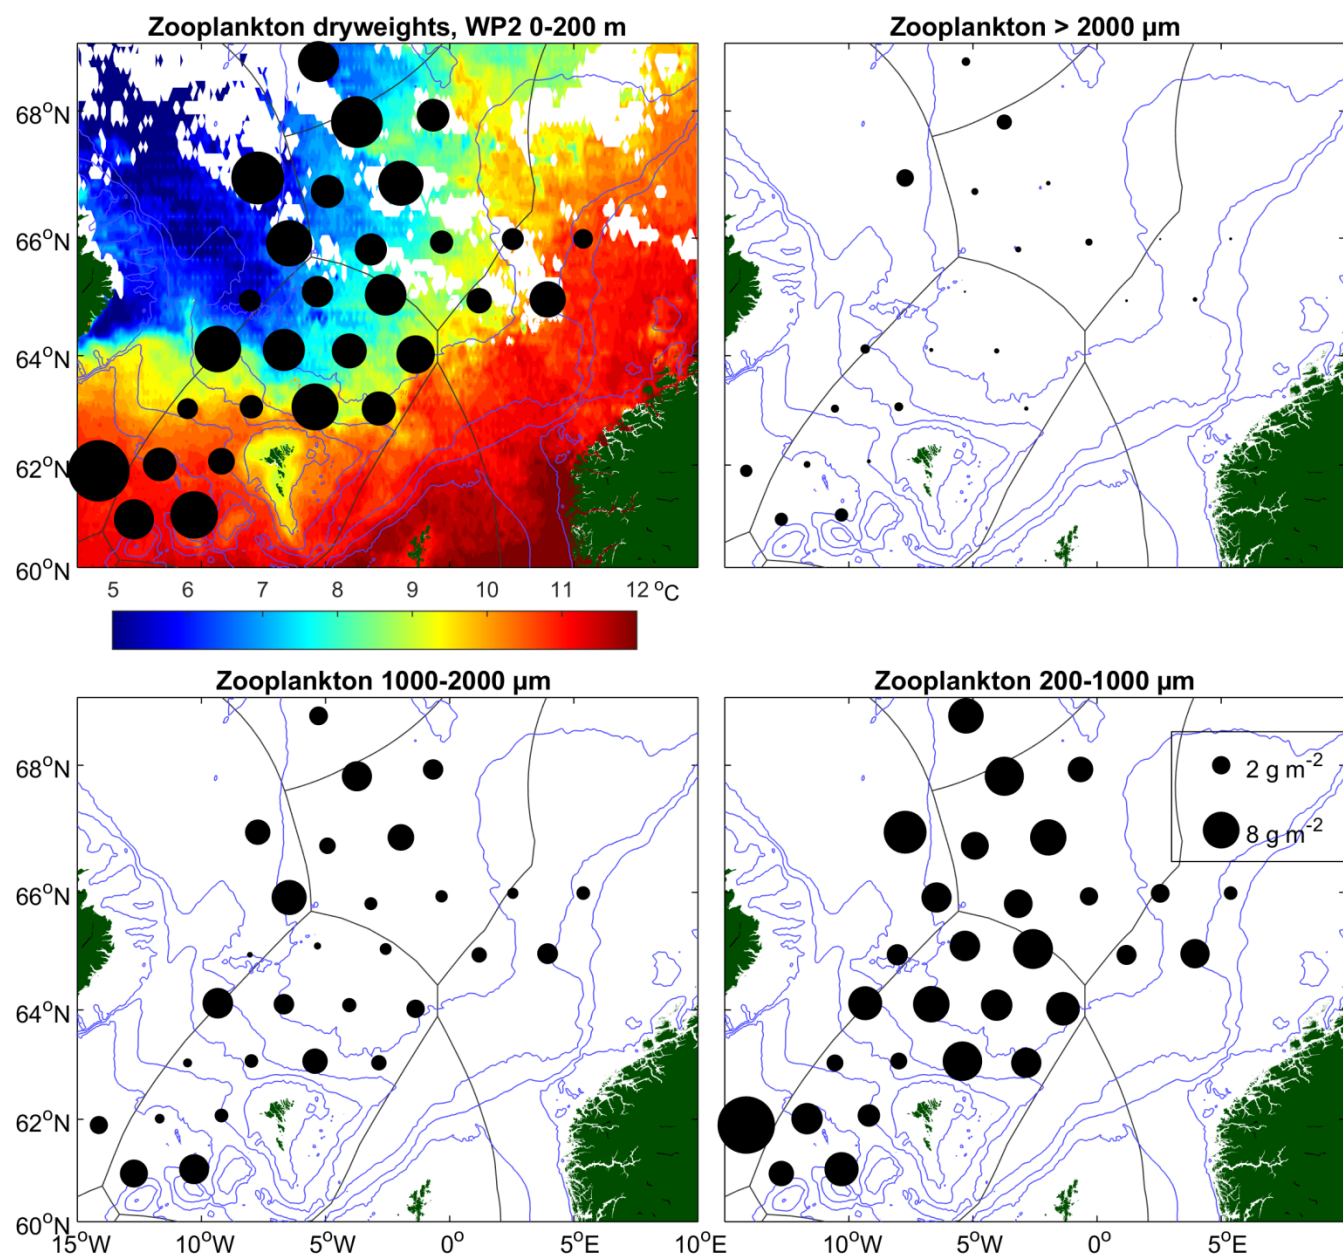 Zooplankton dryweights, WP2 0-200 m
Zooplankton > 2000 µm
68°N
66°N
64°N
62°N
60°N
5 6 7 8 9 10 11 12 °C
Zooplankton 1000-2000 µm
Zooplankton 200-1000 µm
2 g m⁻²
8 g m⁻²
68°N
66°N
64°N
62°N
60°N
15°W 10°W 5°W 0° 5°E 10°E
10°W 5°W 0° 5°E